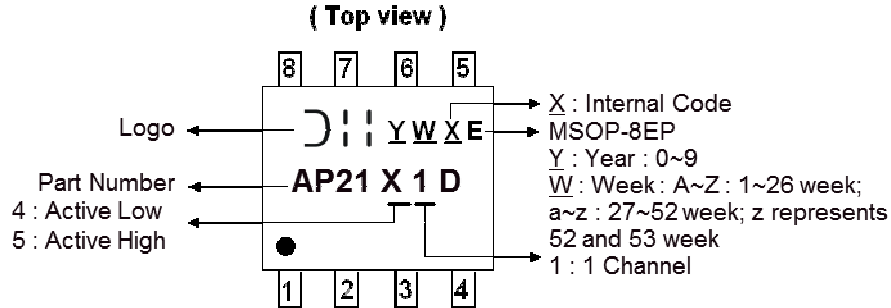 ( Top view )
8 7 6 5
Logo
Y W X E
X : Internal Code
MSOP-8EP
Y : Year : 0~9
W : Week : A~Z : 1~26 week;
a~z : 27~52 week; z represents
52 and 53 week
1 : 1 Channel
Part Number
AP21 X 1 D
4 : Active Low
5 : Active High
1 2 3 4